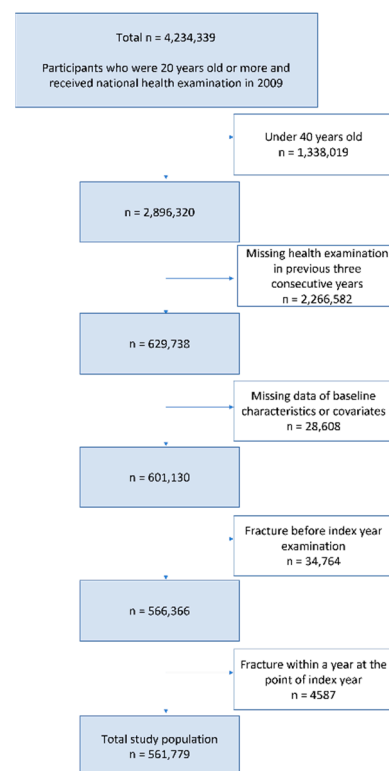 Total n = 4,234,339
Participants who were 20 years old or more and
received national health examination in 2009
Under 40 years old
n = 1,338,019
n = 2,896,320
Missing health examination
in previous three
consecutive years
n = 2,266,582
n = 629,738
Missing data of baseline
characteristics or covariates
n = 28,608
n = 601,130
Fracture before index year
examination
n = 34,764
n = 566,366
Fracture within a year at the
point of index year
n = 4587
Total study population
n = 561,779